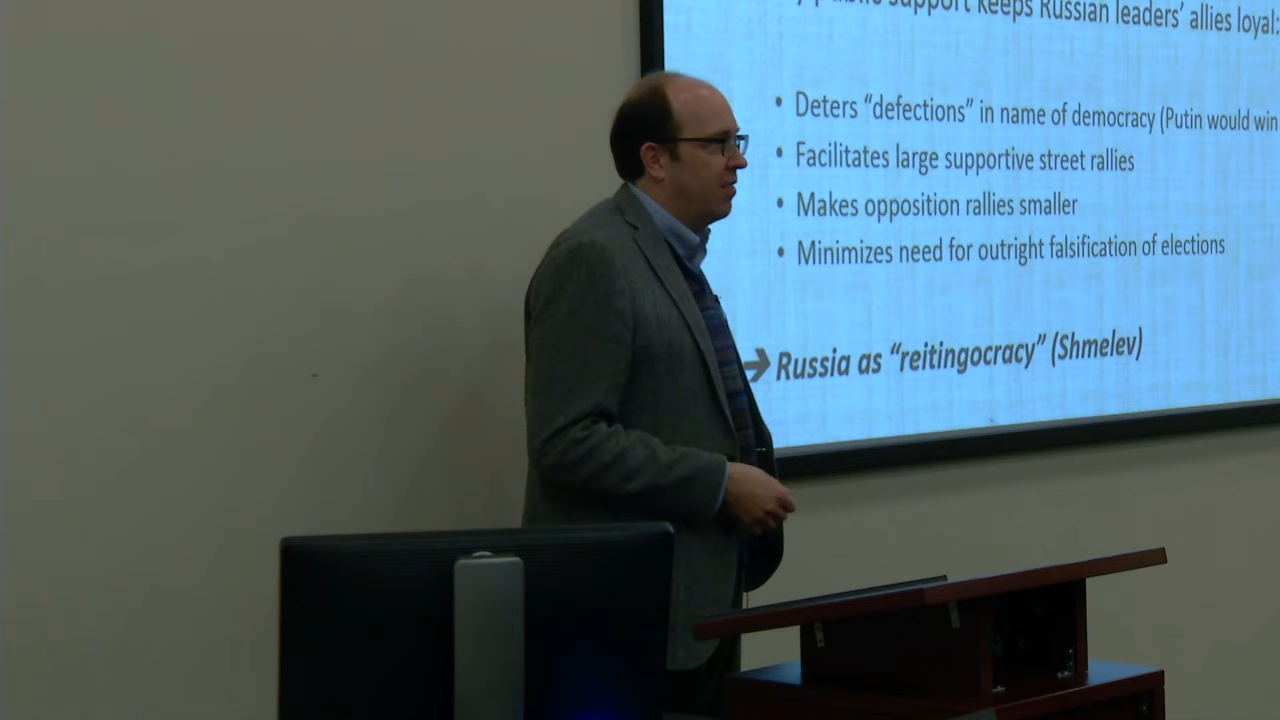 public support keeps Russian leaders’ allies loyal:
• Deters “defections” in name of democracy (Putin would win
• Facilitates large supportive street rallies
• Makes opposition rallies smaller
• Minimizes need for outright falsification of elections
➔ Russia as “reitingocracy” (Shmelev)